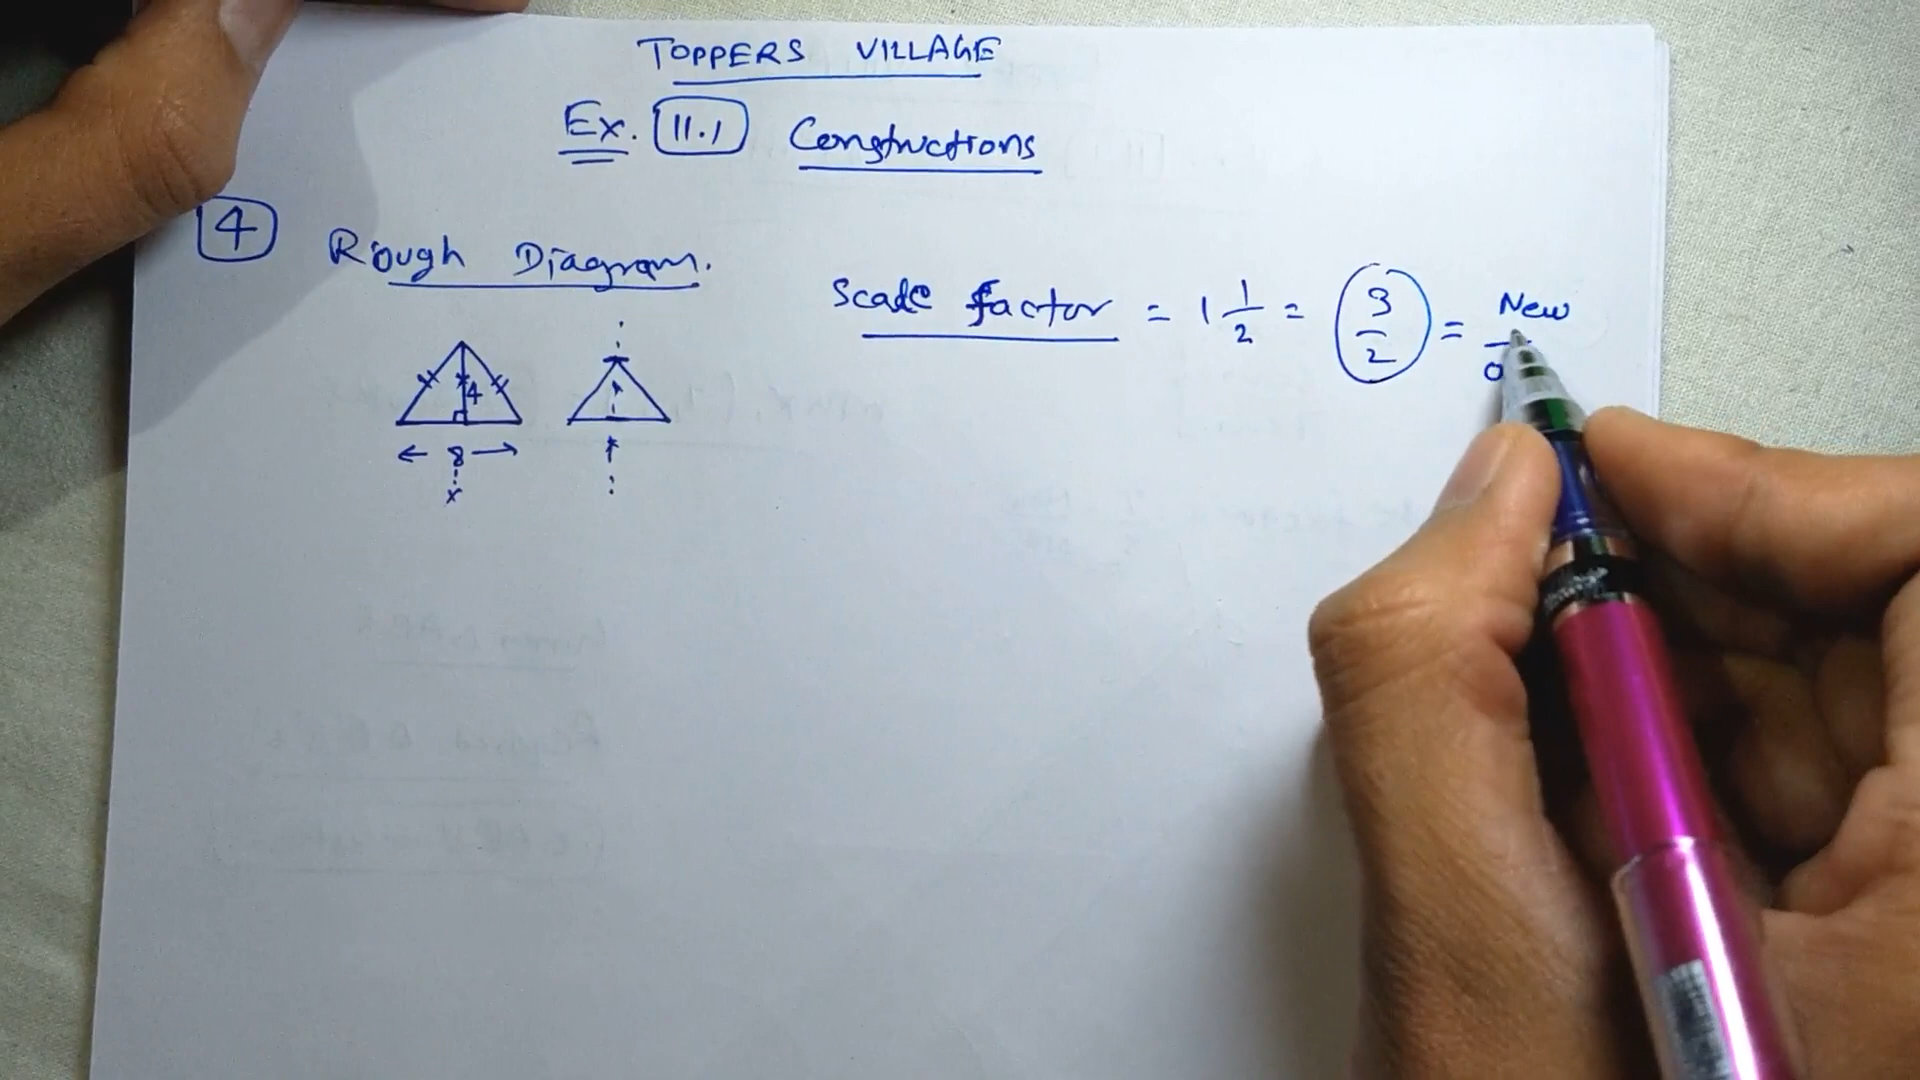 TOPPERS VILLAGE
Ex. 11.1 Constructions
4 Rough Diagram.
Scale factor = 1 1/2 = 3/2 = New
4
8
x